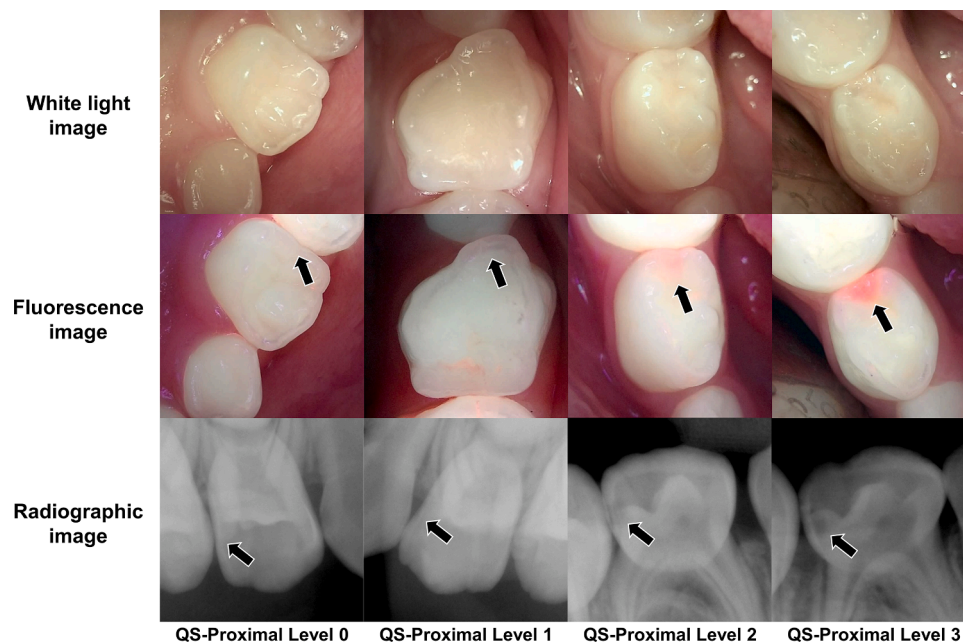 White light
image
Fluorescence
image
Radiographic
image
QS-Proximal Level 0
QS-Proximal Level 1
QS-Proximal Level 2
QS-Proximal Level 3